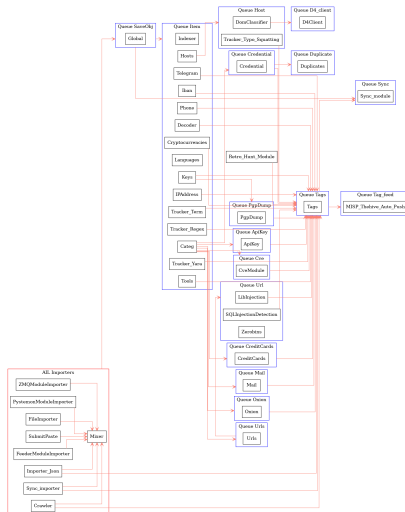 Queue Host
DomClassifier
Tracker_Typo_Squatting
Queue D4_client
D4Client
Queue SaveObj
Global
Queue Item
Indexer
Hosts
Telegram
Iban
Phone
Decoder
Cryptocurrencies
Languages
Keys
IPAddress
Tracker_Term
Tracker_Regex
Categ
Tracker_Yara
Tools
Queue Credential
Credential
Queue Duplicate
Duplicates
Queue Sync
Sync_module
Retro_Hunt_Module
Queue Tags
Tags
Queue Tag_feed
MISP_Thehive_Auto_Push
Queue PgpDump
PgpDump
Queue ApiKey
ApiKey
Queue Cve
CveModule
Queue Url
LibInjection
SQLInjectionDetection
Zerobins
Queue CreditCards
CreditCards
Queue Mail
Mail
Queue Onion
Onion
Queue Urls
Urls
AIL Importers
ZMQModuleImporter
PystemonModuleImporter
FileImporter
SubmitPaste
FeederModuleImporter
Importer_Json
Sync_importer
Crawler
Mixer